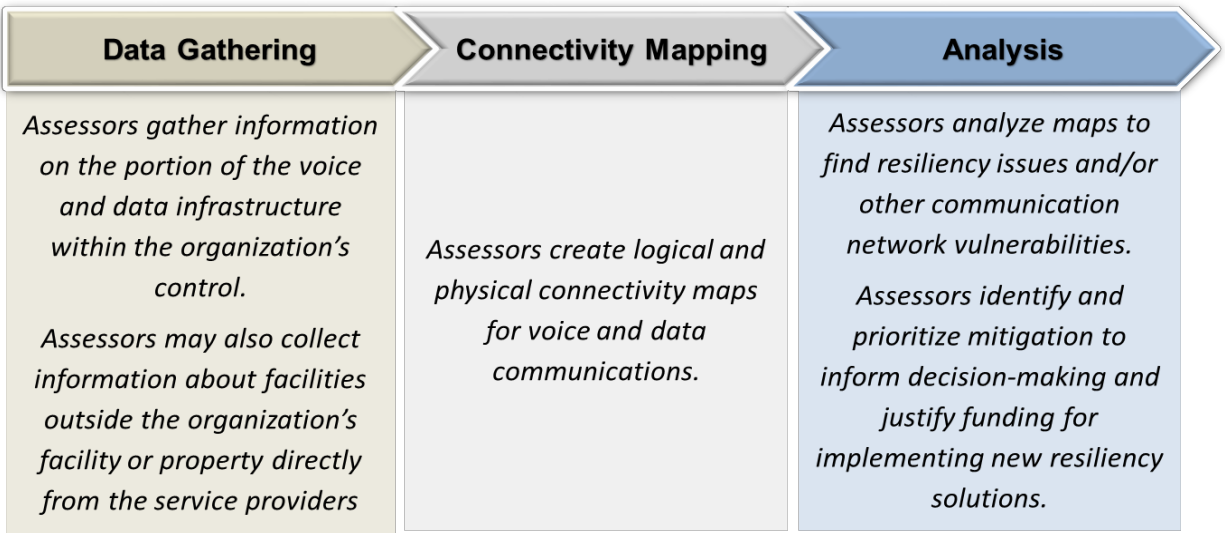 Data Gathering
Assessors gather information
on the portion of the voice
and data infrastructure
within the organization’s
control.
Assessors may also collect
information about facilities
outside the organization’s
facility or property directly
from the service providers
Connectivity Mapping
Assessors create logical and
physical connectivity maps
for voice and data
communications.
Analysis
Assessors analyze maps to
find resiliency issues and/or
other communication
network vulnerabilities.
Assessors identify and
prioritize mitigation to
inform decision-making and
justify funding for
implementing new resiliency
solutions.